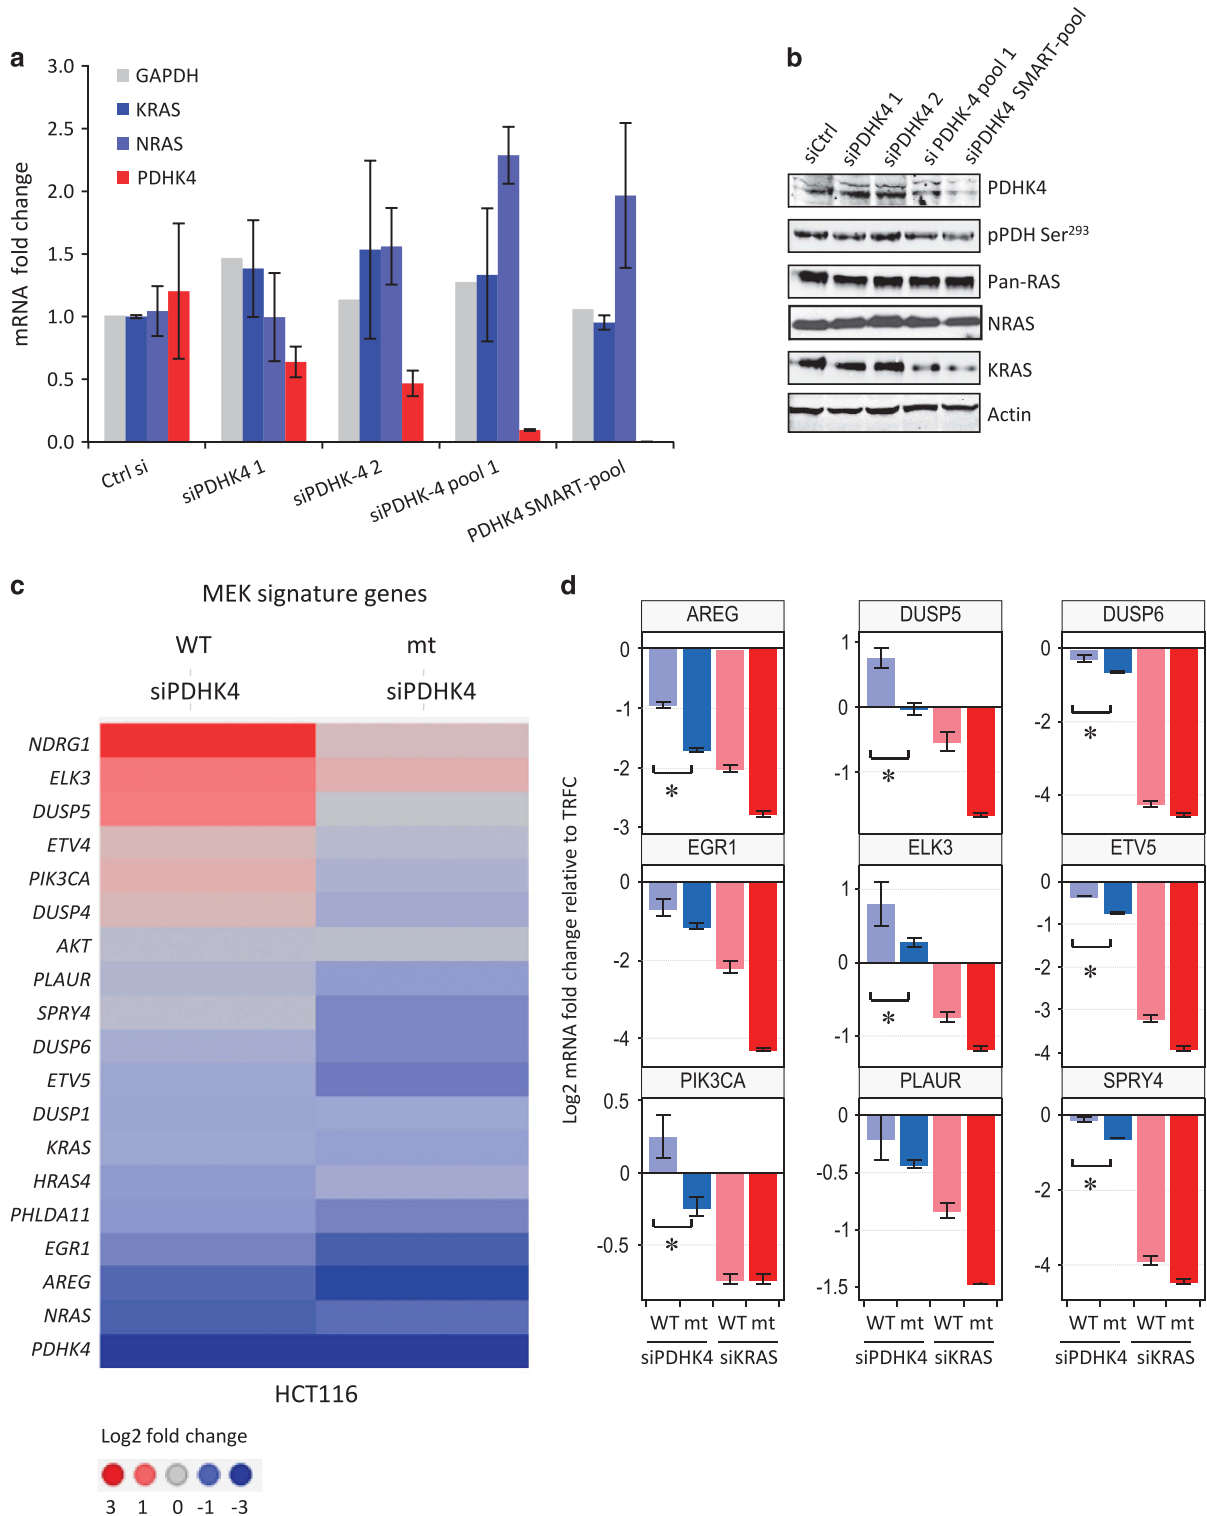 a
3.0
2.5
2.0
1.5
1.0
0.5
0.0
mRNA fold change
GAPDH
KRAS
NRAS
PDHK4
Ctrl si
siPDHK4 1
siPDHK-4 2
siPDHK-4 pool 1
PDHK4 SMART-pool
b
siCtrl
siPDHK4 1
siPDHK4 2
si PDHK-4 pool 1
siPDHK4 SMART-pool
PDHK4
pPDH Ser293
Pan-RAS
NRAS
KRAS
Actin
c
MEK signature genes
WT mt
siPDHK4 siPDHK4
NDRG1
ELK3
DUSP5
ETV4
PIK3CA
DUSP4
AKT
PLAUR
SPRY4
DUSP6
ETV5
DUSP1
KRAS
HRAS4
PHLDA11
EGR1
AREG
NRAS
PDHK4
HCT116
Log2 fold change
3 1 0 -1 -3
d
Log2 mRNA fold change relative to TRFC
AREG
0
-1
-2
-3
*
DUSP5
1
0
-1
*
DUSP6
0
-2
-4
*
EGR1
0
-2
-4
ELK3
1
0
-1
*
ETV5
0
-1
-3
-4
*
PIK3CA
0.5
0
-0.5
*
PLAUR
0
-0.5
-1
-1.5
SPRY4
0
-2
-4
*
WT mt WT mt
siPDHK4 siKRAS
WT mt WT mt
siPDHK4 siKRAS
WT mt WT mt
siPDHK4 siKRAS